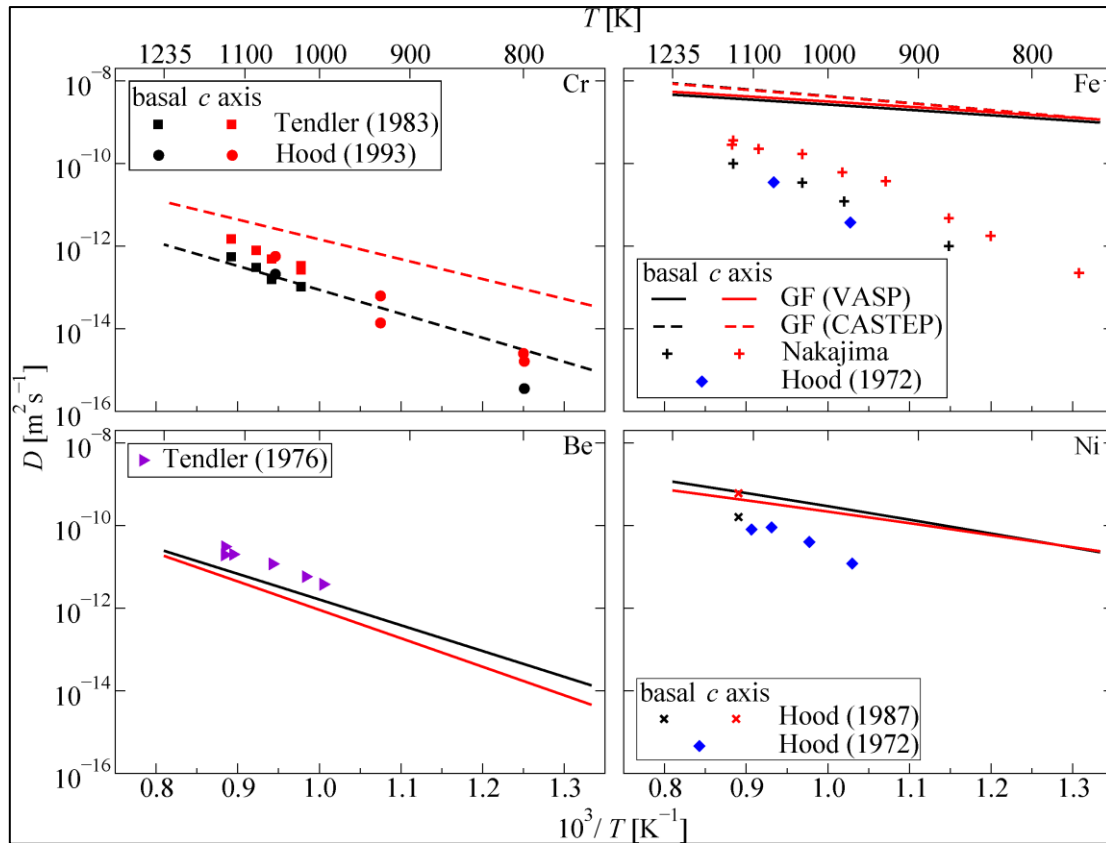 T [K]
1235 1100 1000 900 800
1235 1100 1000 900 800
10⁻⁸
10⁻¹⁰
10⁻¹²
10⁻¹⁴
10⁻¹⁶
Cr
basal c axis
Tendler (1983)
Hood (1993)
Fe
basal c axis
GF (VASP)
GF (CASTEP)
Nakajima
Hood (1972)
D [m² s⁻¹]
10⁻⁸
10⁻¹⁰
10⁻¹²
10⁻¹⁴
10⁻¹⁶
Be
Tendler (1976)
Ni
basal c axis
Hood (1987)
Hood (1972)
0.8 0.9 1.0 1.1 1.2 1.3
0.8 0.9 1.0 1.1 1.2 1.3
10³/ T [K⁻¹]